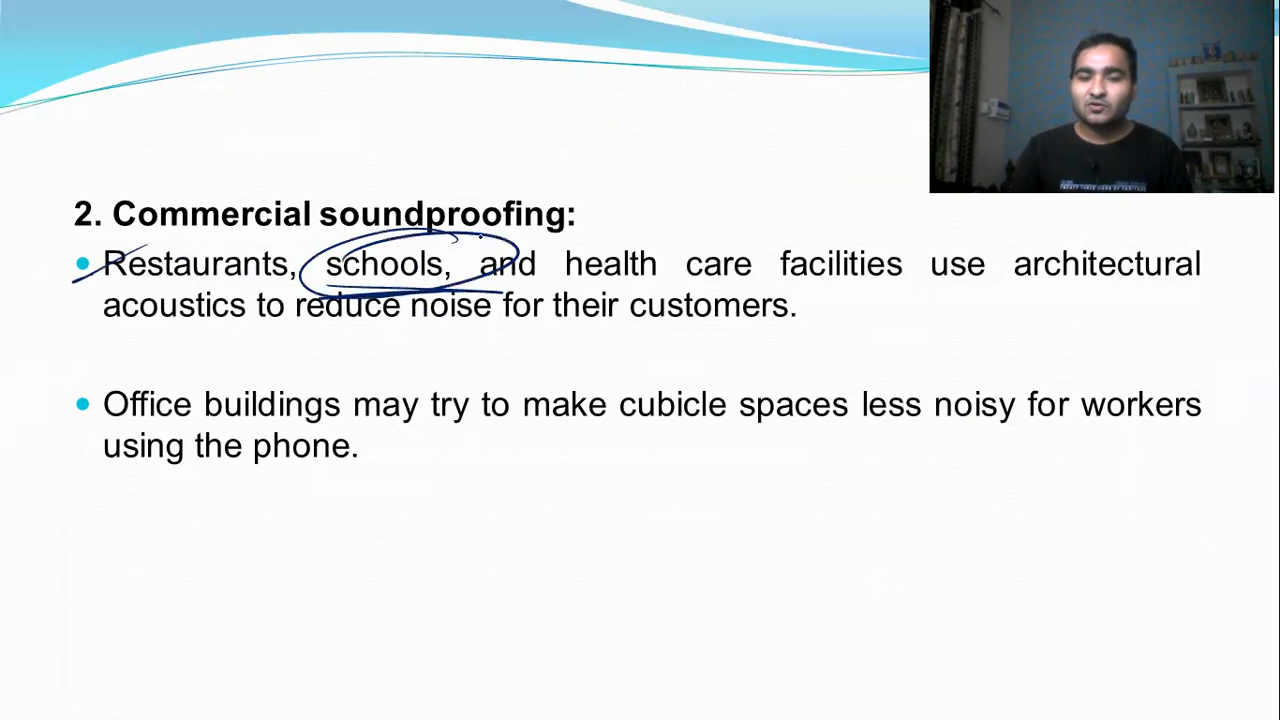 2. Commercial soundproofing:
• Restaurants, schools, and health care facilities use architectural
acoustics to reduce noise for their customers.
• Office buildings may try to make cubicle spaces less noisy for workers
using the phone.